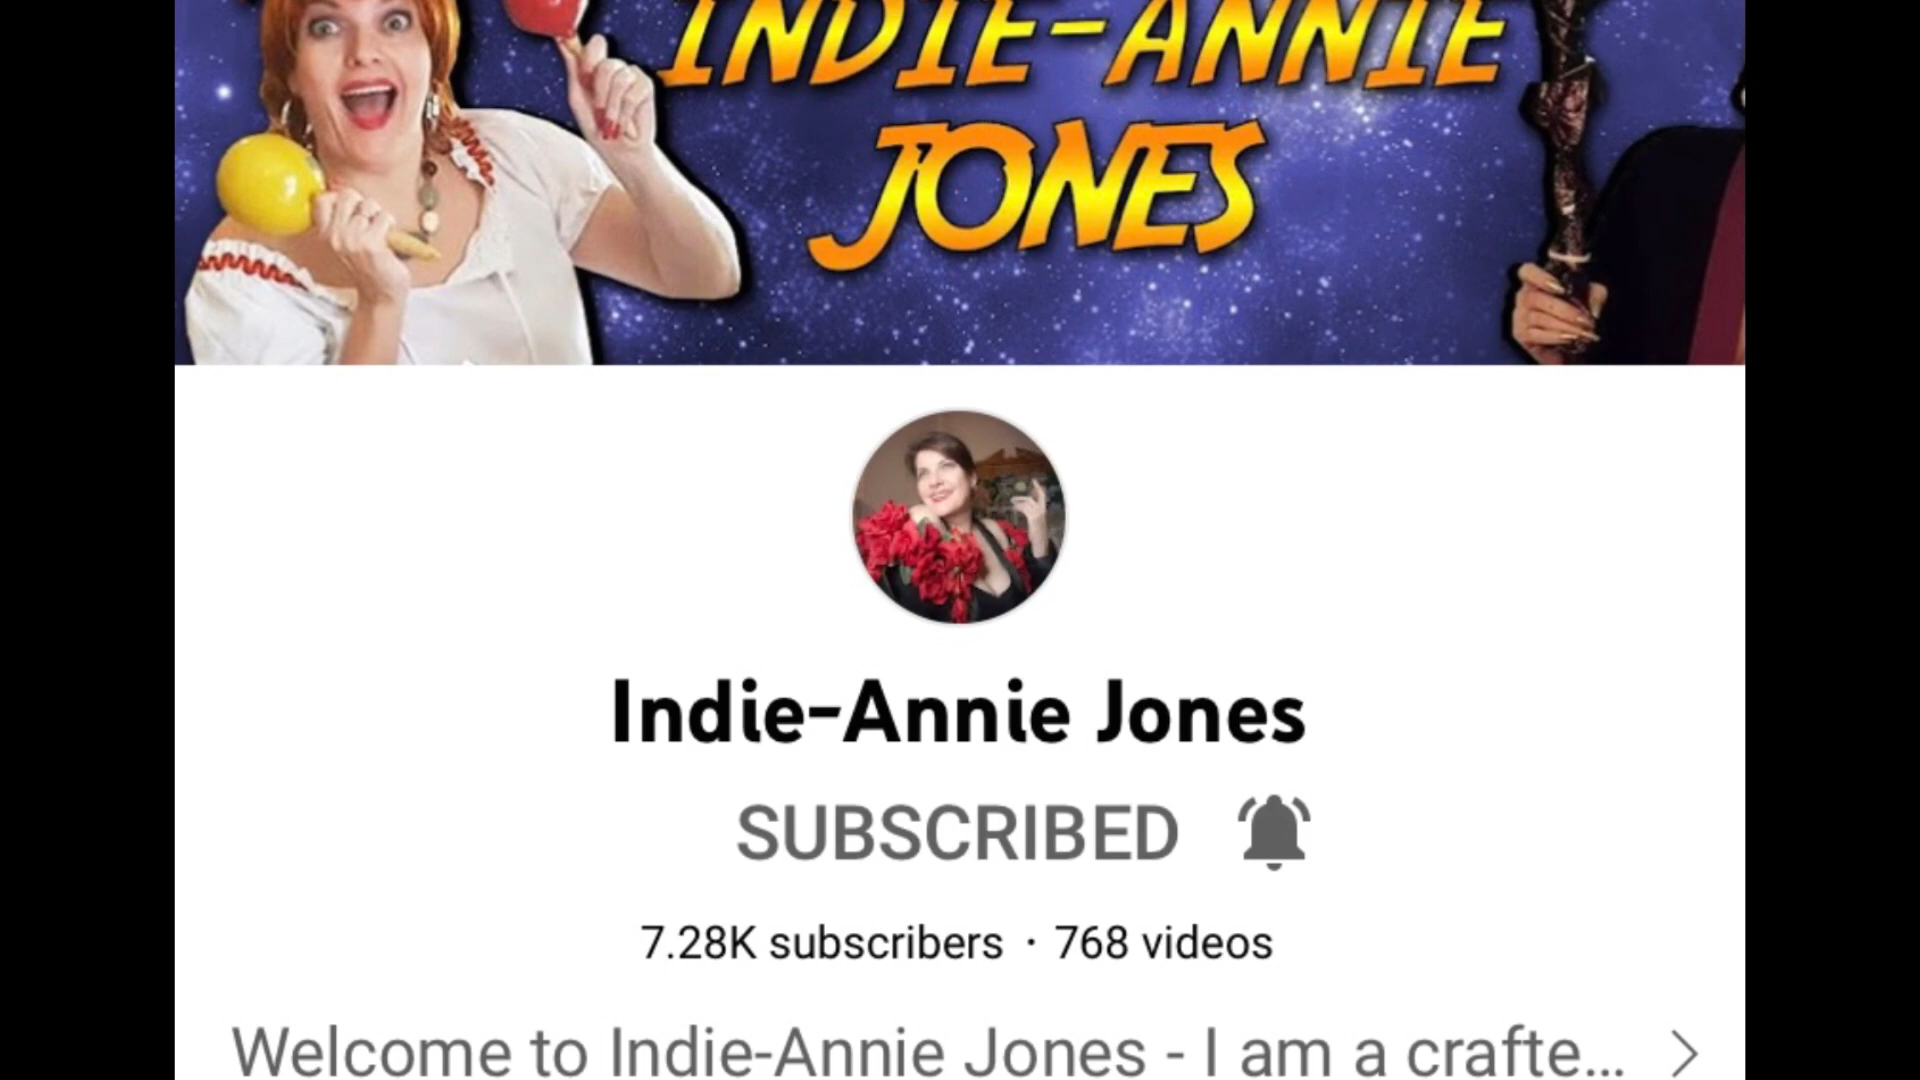 INDIE-ANNIE
JONES
Indie-Annie Jones
SUBSCRIBED
7.28K subscribers · 768 videos
Welcome to Indie-Annie Jones - I am a crafte...